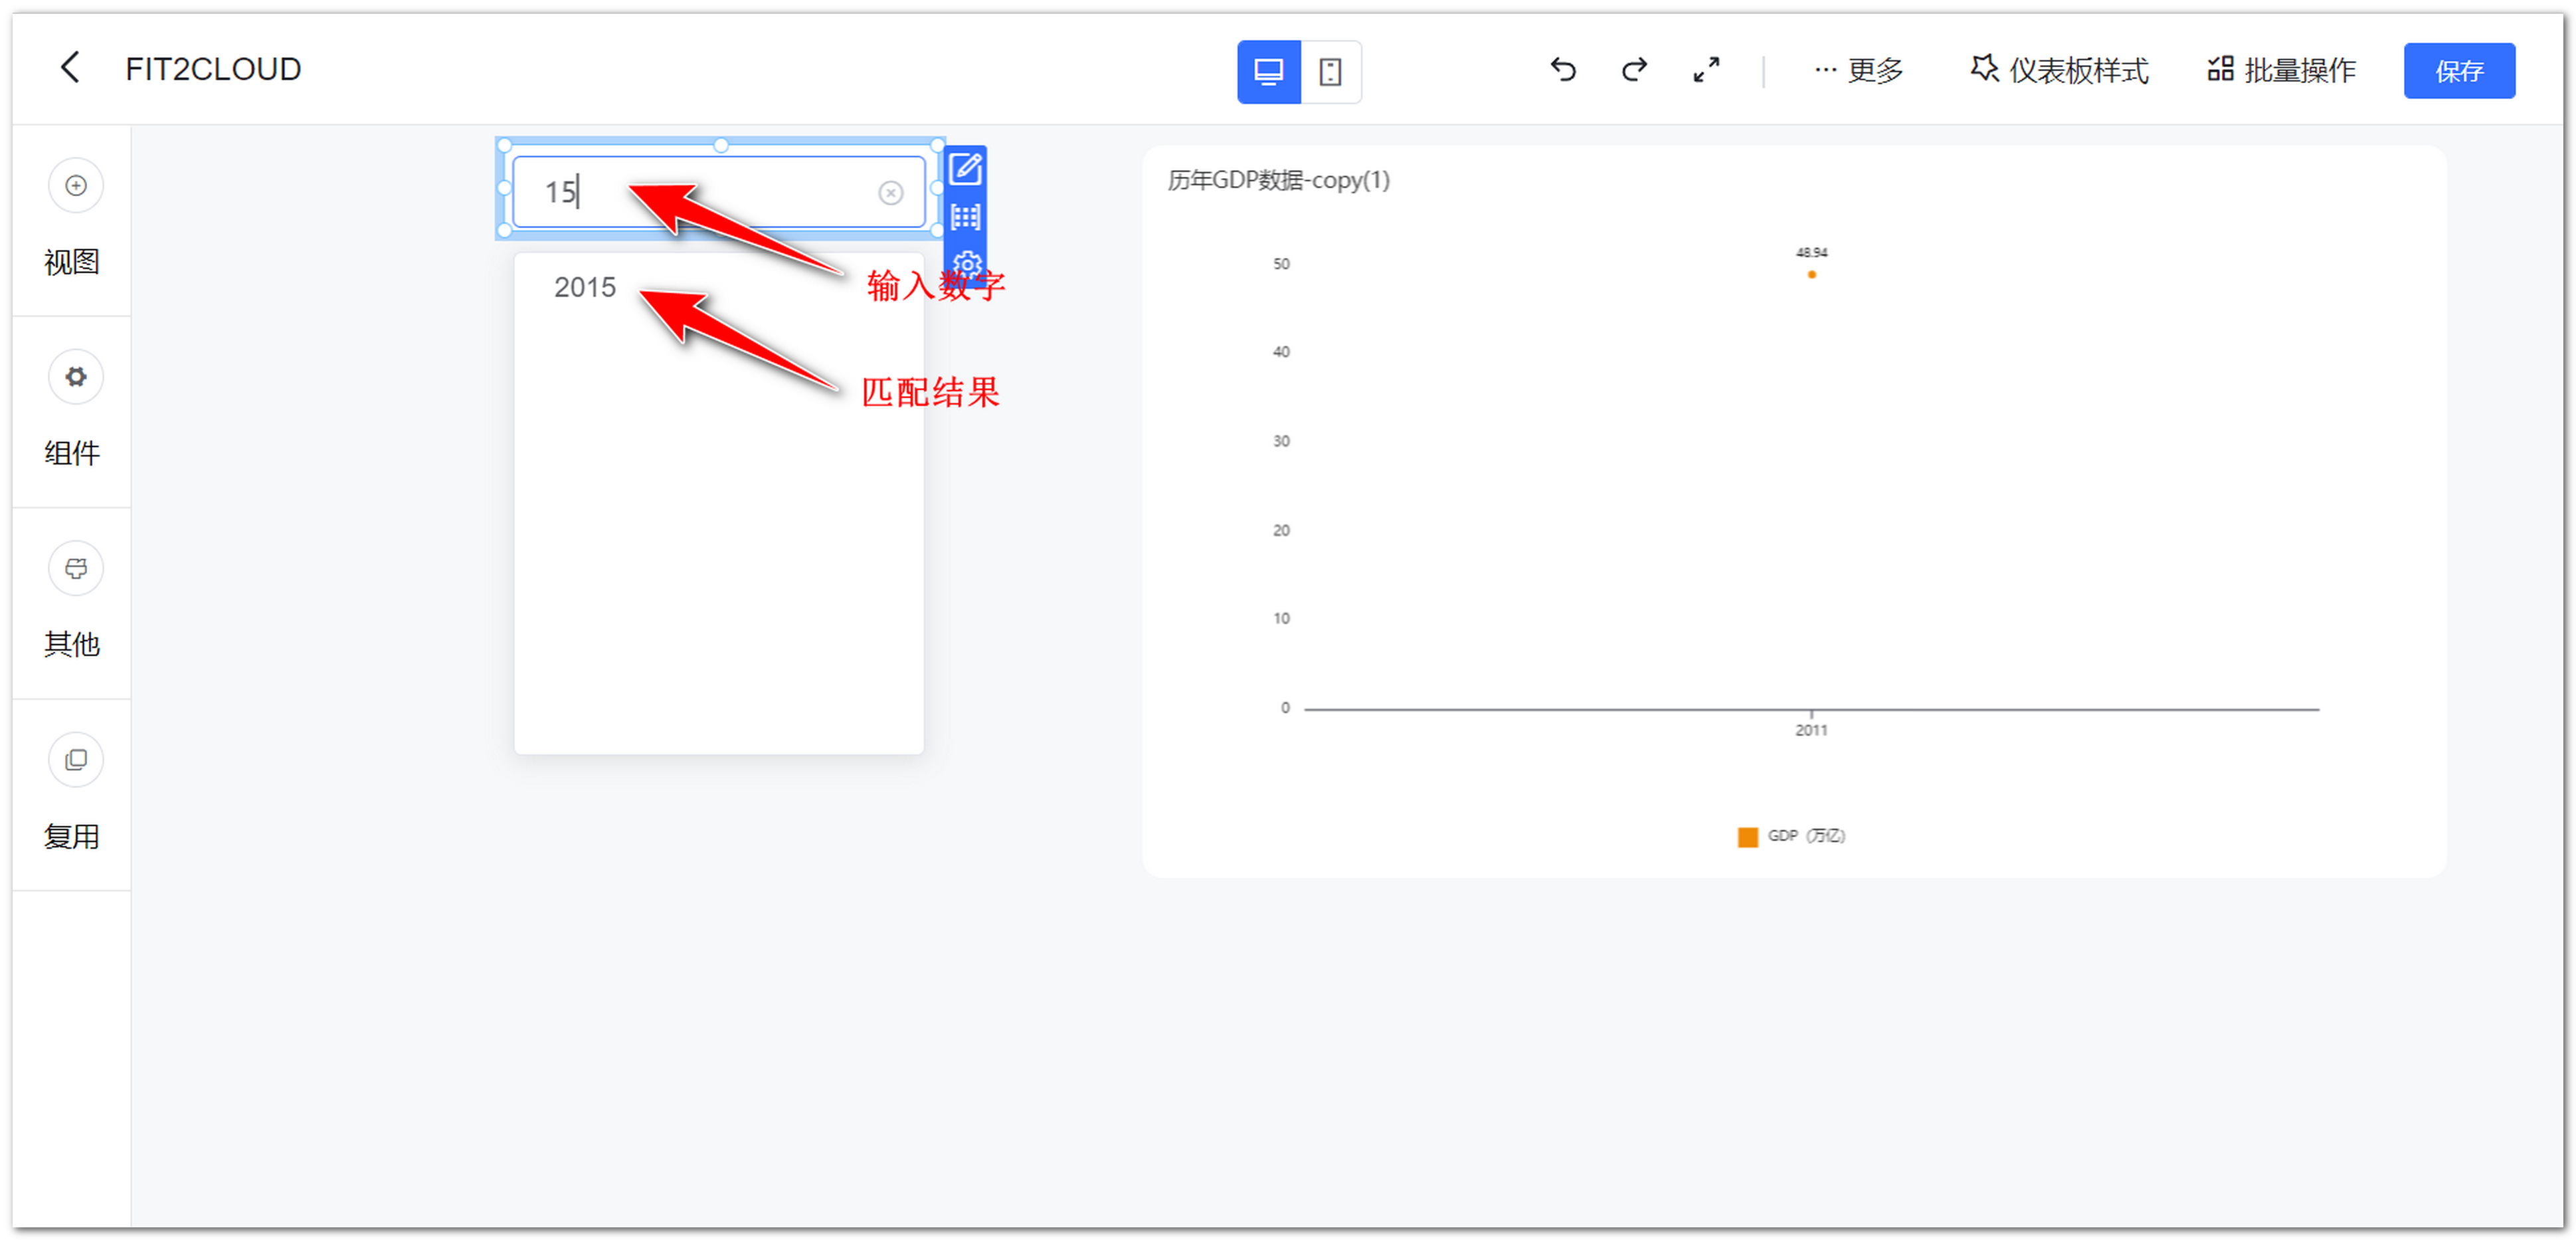 FIT2CLOUD
··· 更多
仪表板样式
批量操作
保存
视图
组件
其他
复用
15
2015
输入数字
匹配结果
历年GDP数据-copy(1)
48.94
50
40
30
20
10
0
2011
GDP (万亿)